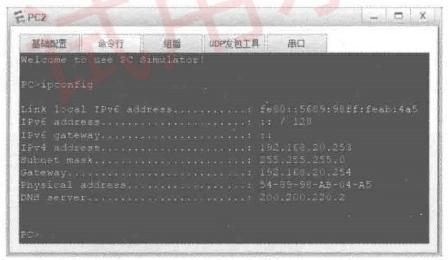 PC2
基础配置 命令行 组播 UDP发包工具 串口
Welcome to use PC Simulator!
PC>ipconfig
Link local IPv6 address...........: fe80::5689:98ff:feab:4a5
IPv6 address......................: :: / 128
IPv6 gateway......................: ::
IPv4 address......................: 192.168.20.253
Subnet mask.......................: 255.255.255.0
Gateway...........................: 192.168.20.254
Physical address..................: 54-89-98-AB-04-A5
DNS server........................: 200.200.220.2
PC>